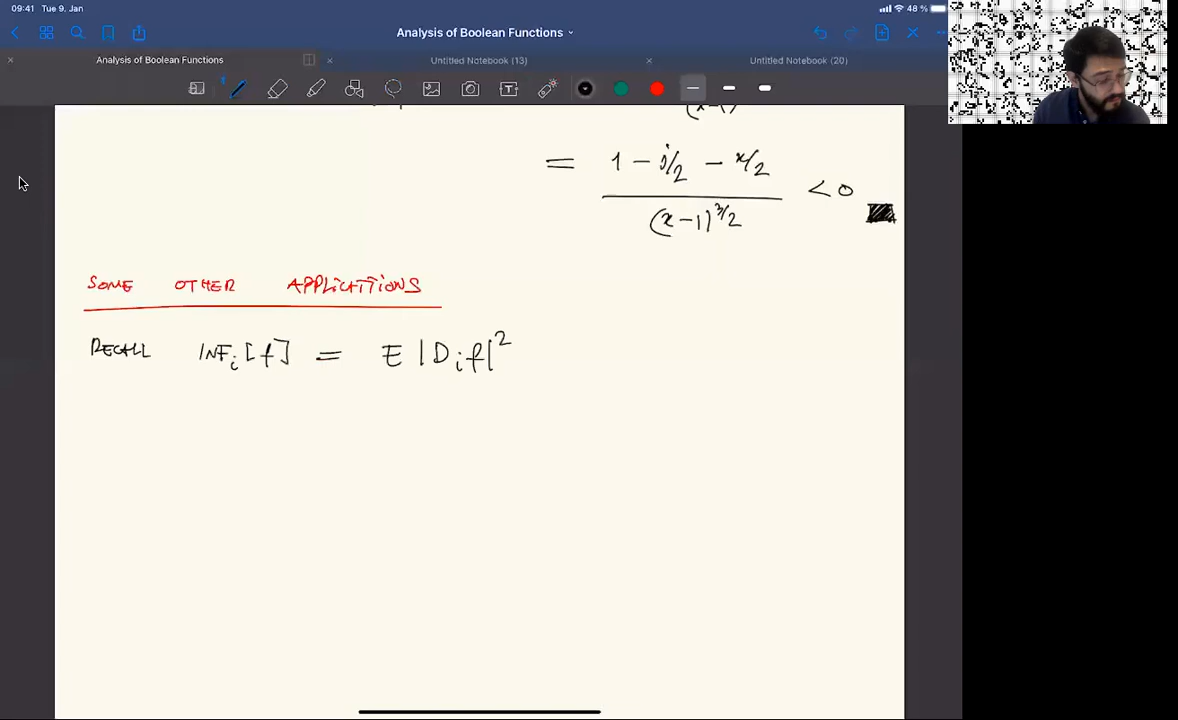 09:41 Tue 9. Jan
48 %
Analysis of Boolean Functions
Analysis of Boolean Functions
Untitled Notebook (13)
Untitled Notebook (20)
= 1 - i/2 - x/2 / (x-1)^3/2 < 0
SOME OTHER APPLICATIONS
RECALL INF_i[f] = E |D_i f|^2